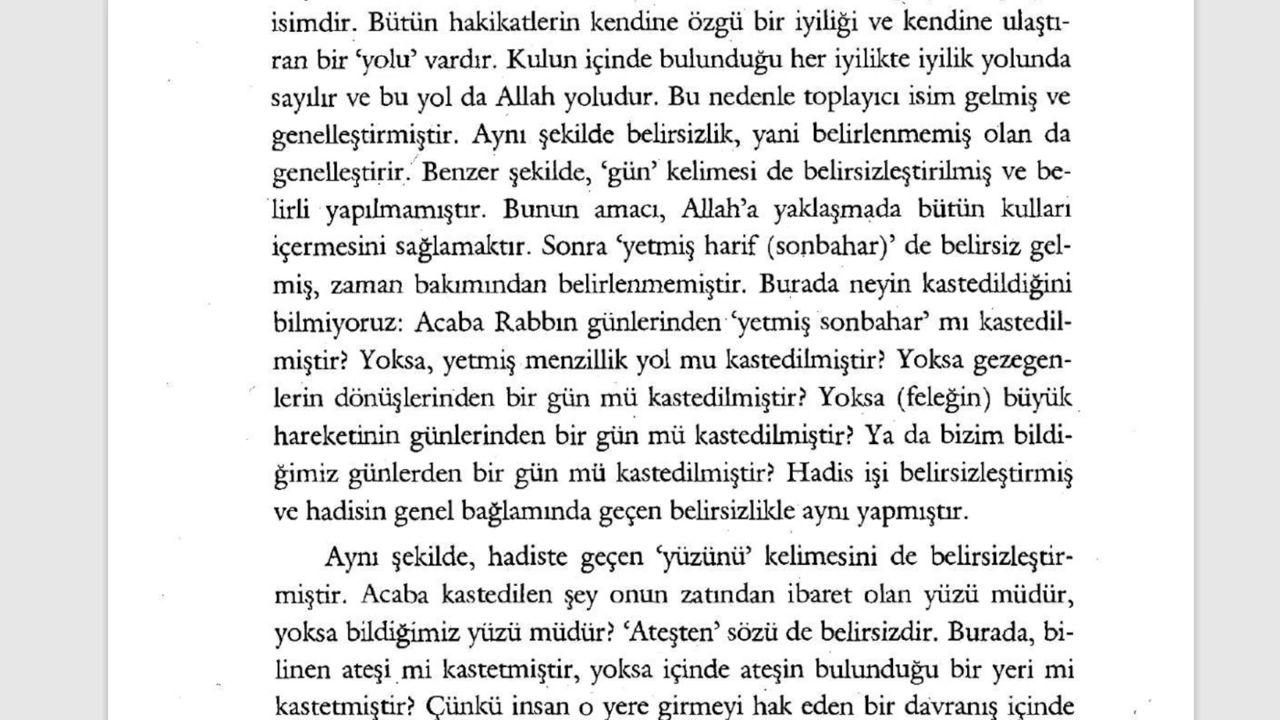 isimdir. Bütün hakikatlerin kendine özgü bir iyiliği ve kendine ulaştı-
ran bir ‘yolu’ vardır. Kulun içinde bulunduğu her iyilikte iyilik yolunda
sayılır ve bu yol da Allah yoludur. Bu nedenle toplayıcı isim gelmiş ve
genelleştirmiştir. Aynı şekilde belirsizlik, yani belirlenmemiş olan da
genelleştirir. Benzer şekilde, ‘gün’ kelimesi de belirsizleştirilmiş ve be-
lirli yapılmamıştır. Bunun amacı, Allah’a yaklaşmada bütün kulları
içermesini sağlamaktır. Sonra ‘yetmiş harif (sonbahar)’ de belirsiz gel-
miş, zaman bakımından belirlenmemiştir. Burada neyin kastedildiğini
bilmiyoruz: Acaba Rabbın günlerinden ‘yetmiş sonbahar’ mı kastedil-
miştir? Yoksa, yetmiş menzillik yol mu kastedilmiştir? Yoksa gezegen-
lerin dönüşlerinden bir gün mü kastedilmiştir? Yoksa (feleğin) büyük
hareketinin günlerinden bir gün mü kastedilmiştir? Ya da bizim bildi-
ğimiz günlerden bir gün mü kastedilmiştir? Hadis işi belirsizleştirmiş
ve hadisin genel bağlamında geçen belirsizlikle aynı yapmıştır.
Aynı şekilde, hadiste geçen ‘yüzünü’ kelimesini de belirsizleştir-
miştir. Acaba kastedilen şey onun zatından ibaret olan yüzü müdür,
yoksa bildiğimiz yüzü müdür? ‘Ateşten’ sözü de belirsizdir. Burada, bi-
linen ateşi mi kastetmiştir, yoksa içinde ateşin bulunduğu bir yeri mi
kastetmiştir? Çünkü insan o yere girmeyi hak eden bir davranış içinde